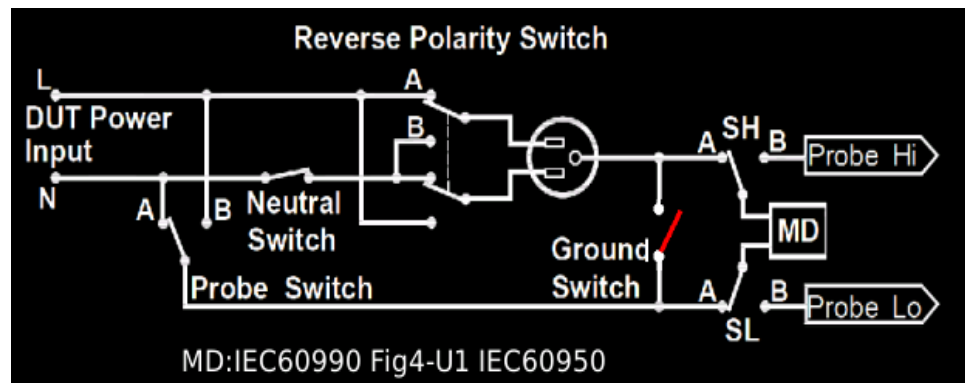 Reverse Polarity Switch
L
A
DUT Power
Input
B
A SH B
Probe Hi
N
A
B
Neutral
Switch
MD
Ground
Switch
Probe Switch
A
B
Probe Lo
SL
MD:IEC60990 Fig4-U1 IEC60950